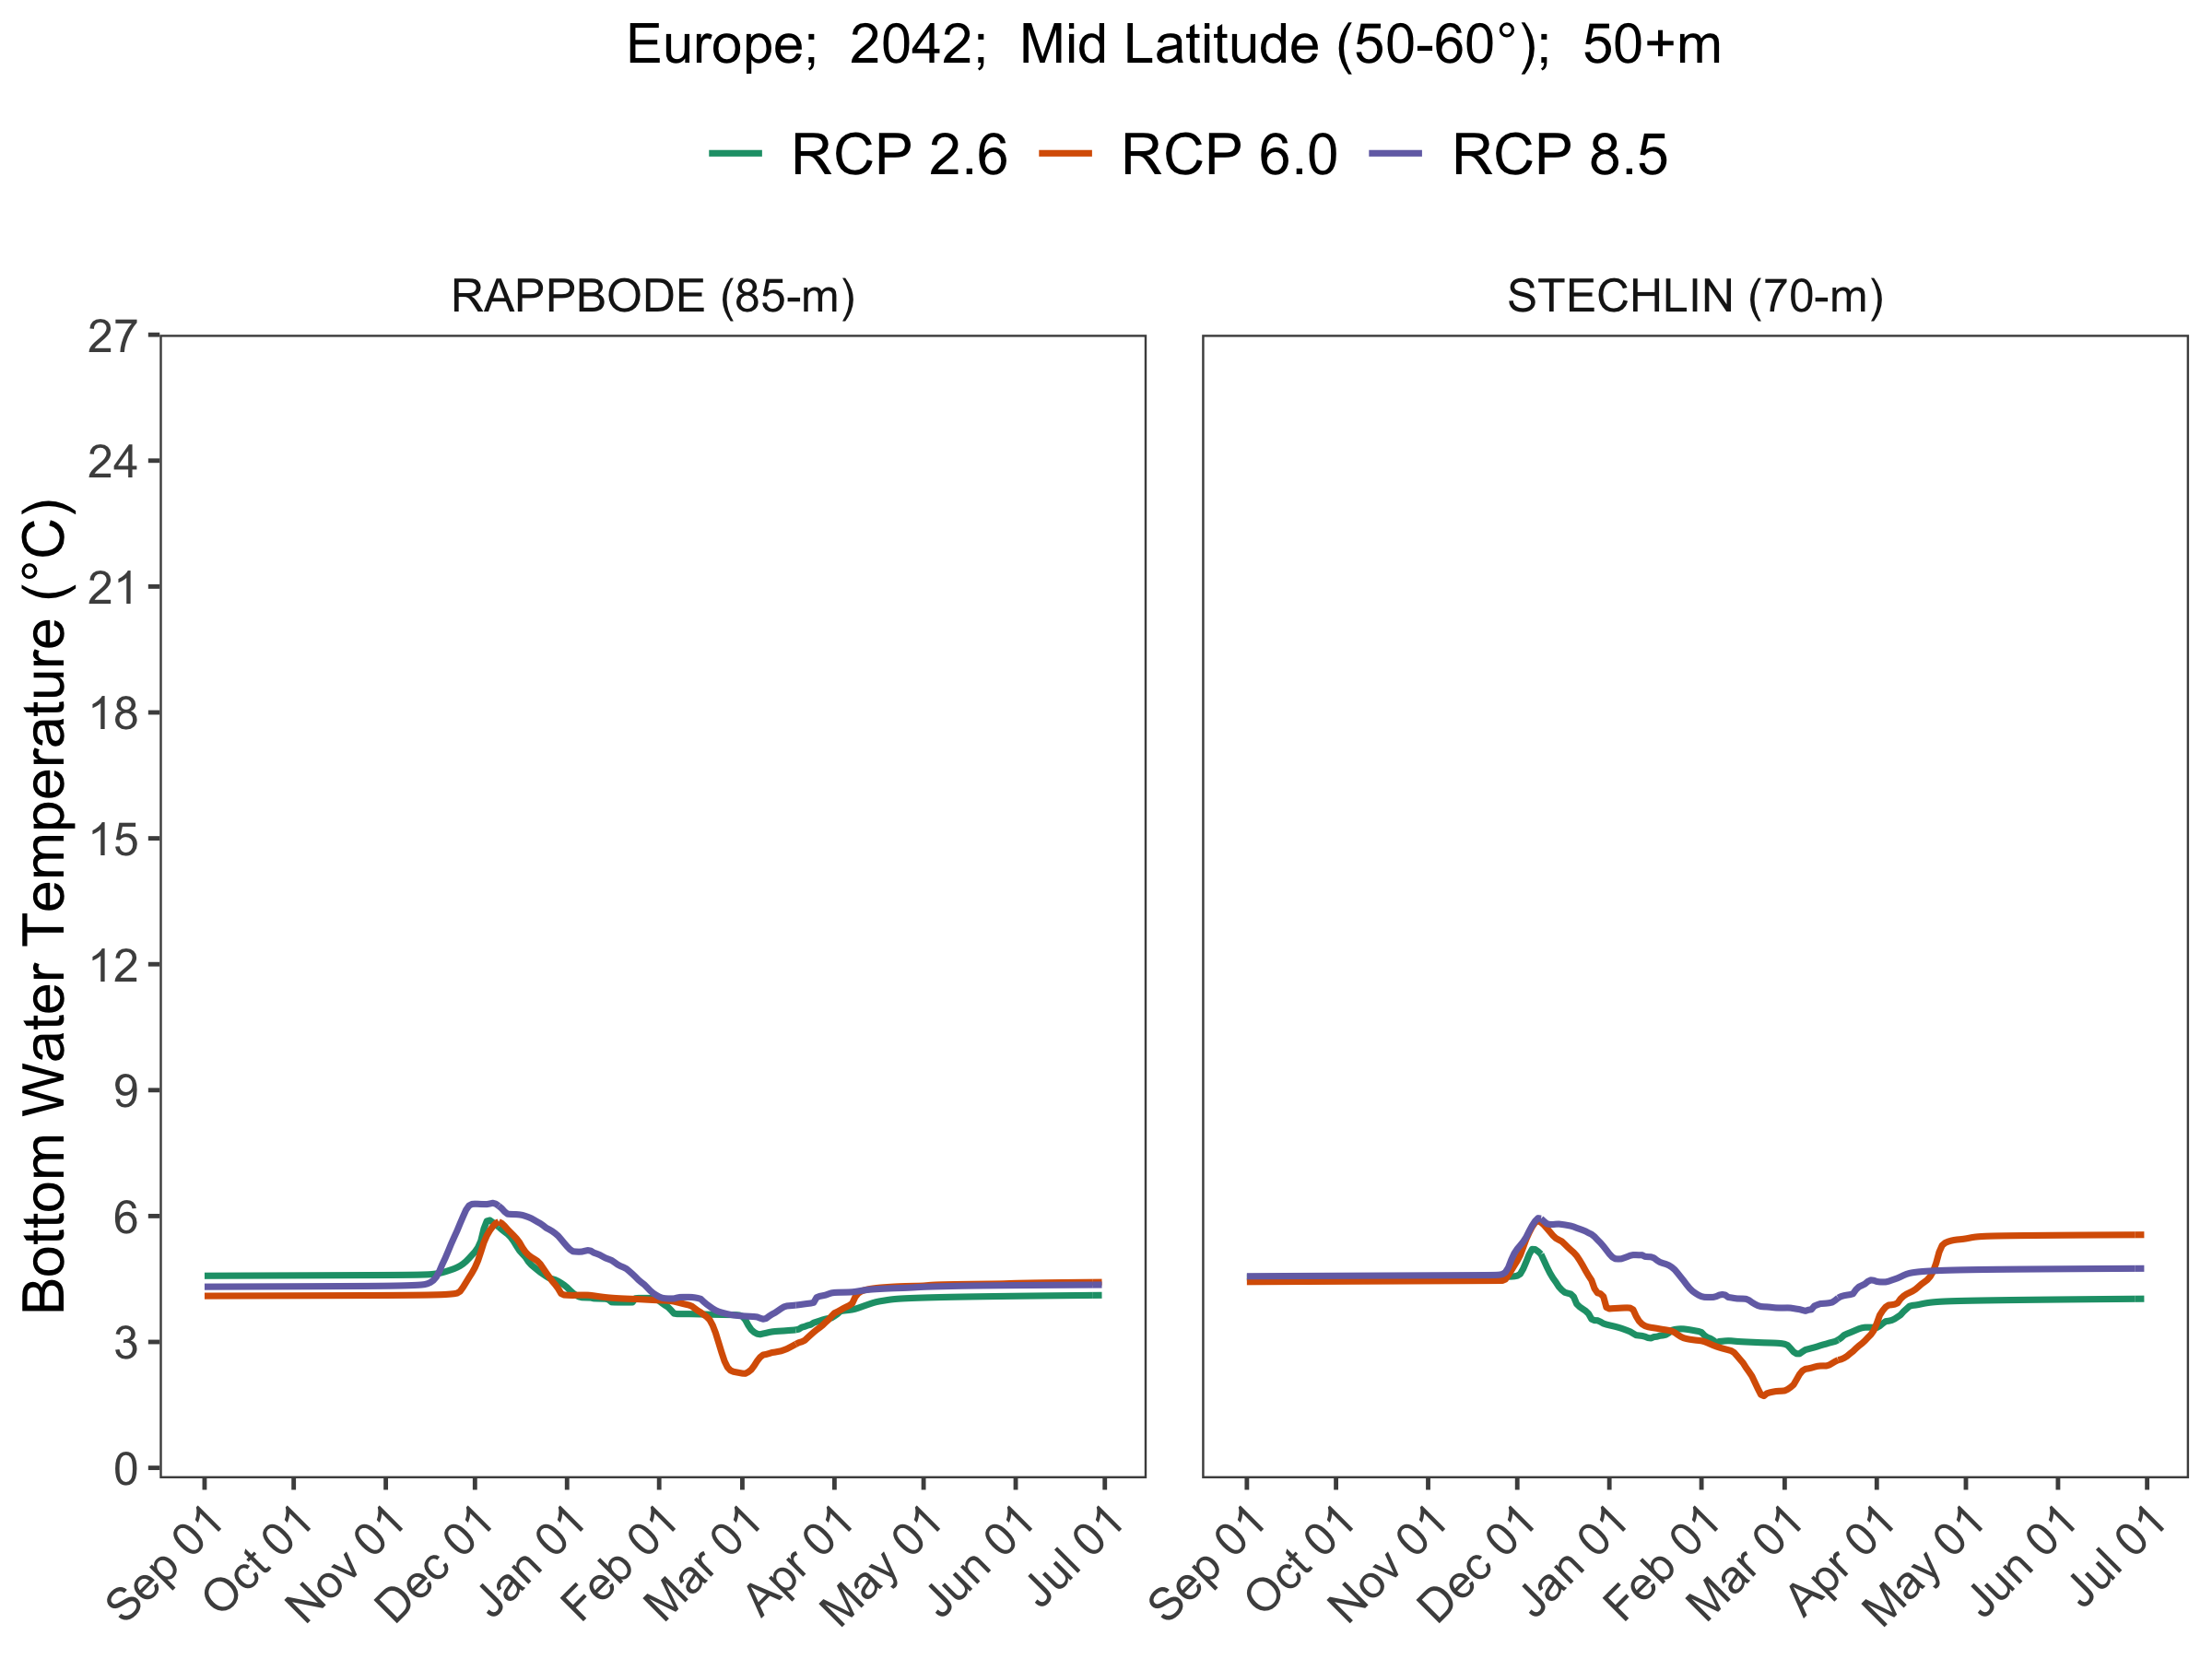 Europe; 2042; Mid Latitude (50-60°); 50+m
RCP 2.6 RCP 6.0 RCP 8.5
RAPPBODE (85-m) STECHLIN (70-m)
Bottom Water Temperature (°C)
27
24
21
18
15
12
9
6
3
0
Sep 01 Oct 01 Nov 01 Dec 01 Jan 01 Feb 01 Mar 01 Apr 01 May 01 Jun 01 Jul 01 Sep 01 Oct 01 Nov 01 Dec 01 Jan 01 Feb 01 Mar 01 Apr 01 May 01 Jun 01 Jul 01